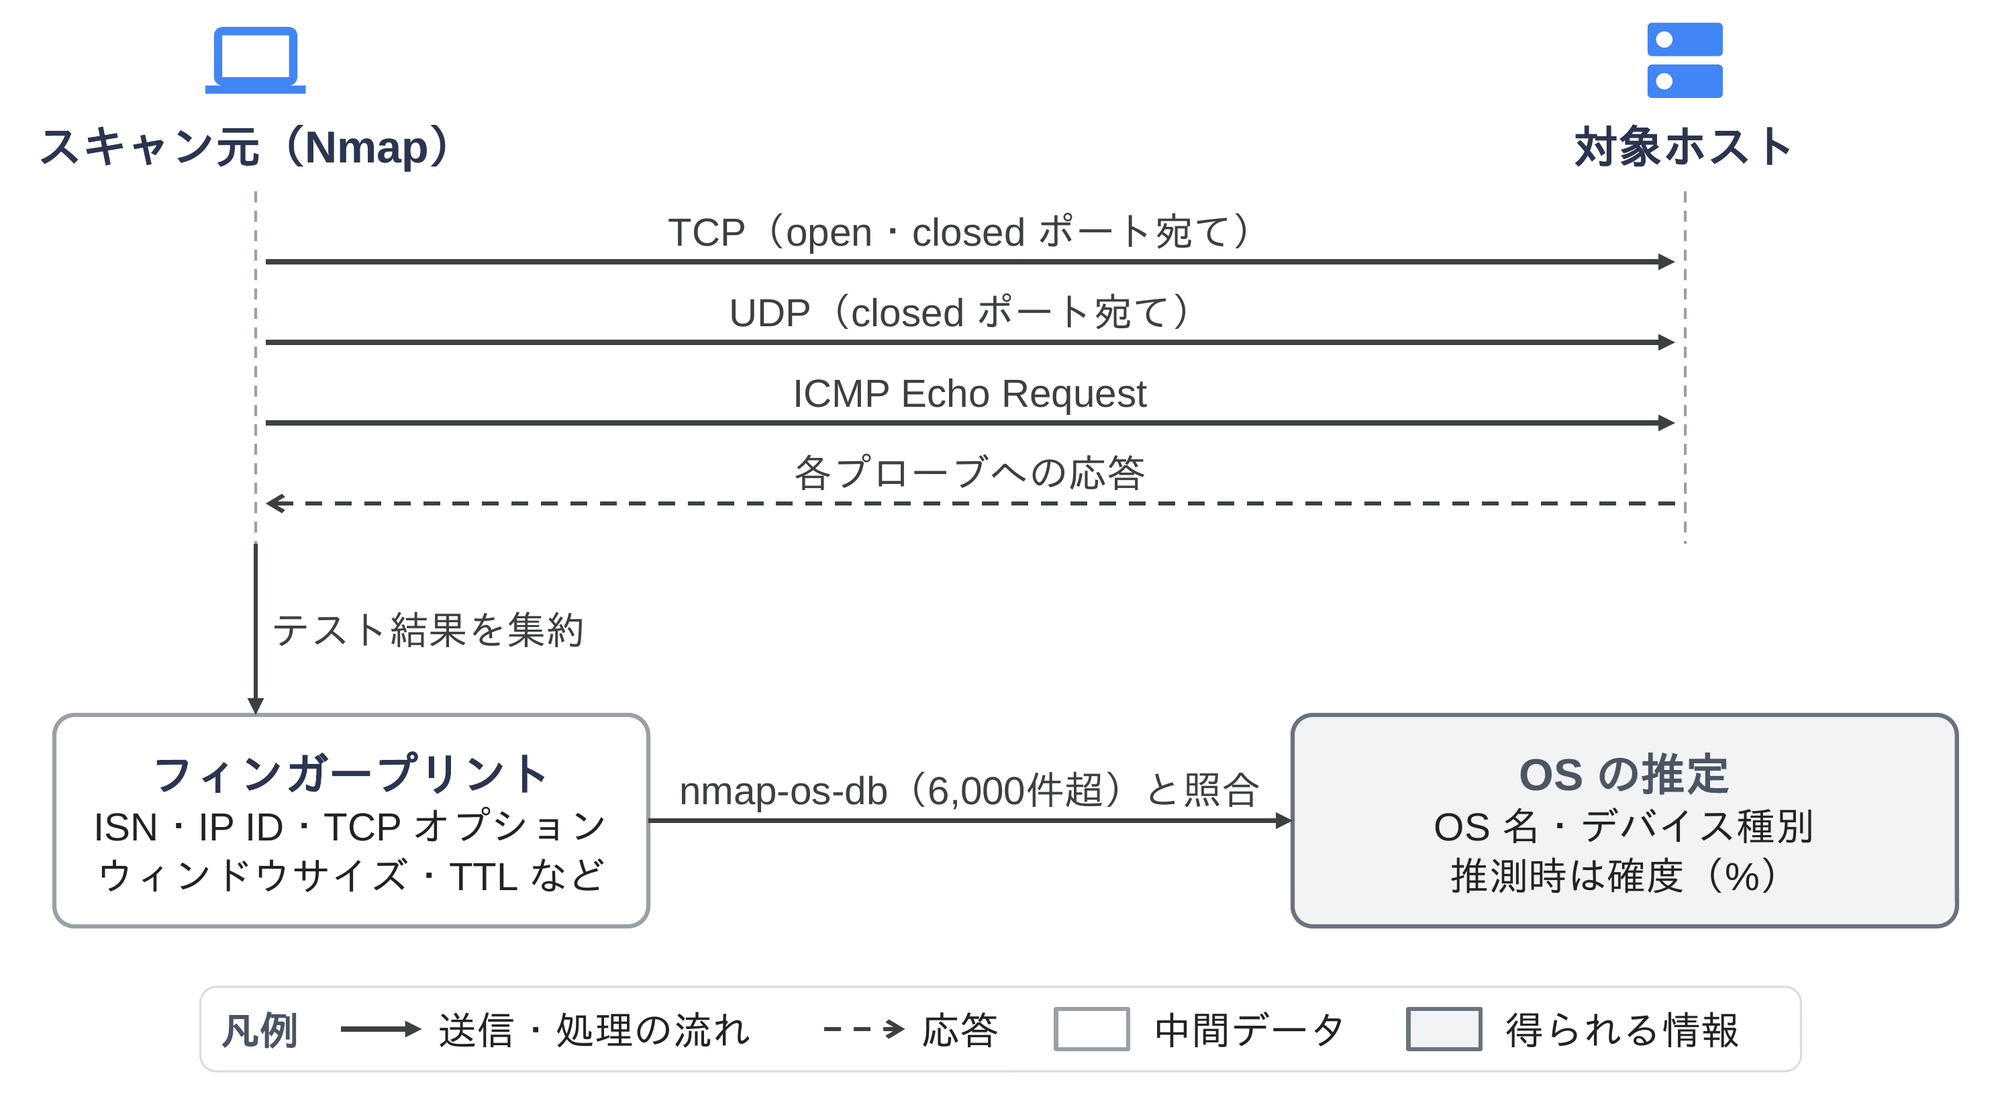 スキャン元（Nmap）
対象ホスト
TCP（open・closed ポート宛て）
UDP（closed ポート宛て）
ICMP Echo Request
各プローブへの応答
テスト結果を集約
フィンガープリント
ISN・IP ID・TCP オプション
ウィンドウサイズ・TTL など
nmap-os-db（6,000件超）と照合
OS の推定
OS 名・デバイス種別
推測時は確度（%）
凡例
送信・処理の流れ
応答
中間データ
得られる情報